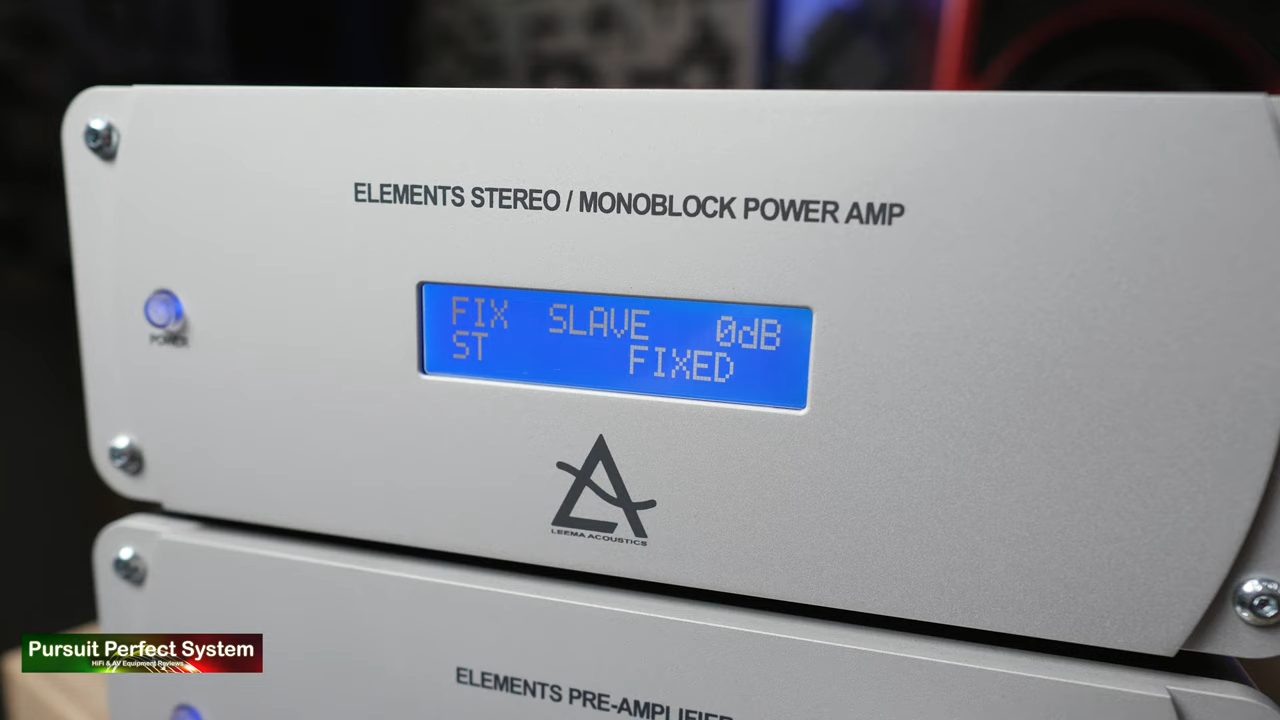 ELEMENTS STEREO / MONOBLOCK POWER AMP
POWER
FIX SLAVE 0dB
ST FIXED
LEEMA ACOUSTICS
Pursuit Perfect System
HiFi & AV Equipment Reviews
ELEMENTS PRE-AMPLIFIER